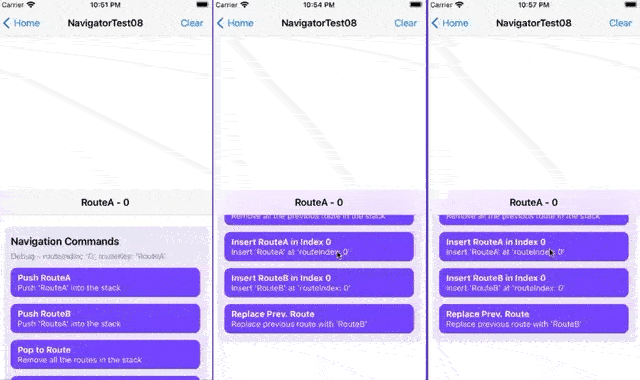 Carrier 10:51 PM
Home NavigatorTest08 Clear
RouteA - 0
Navigation Commands
Debug - routeIndex: '0', routeKey: 'RouteA'
Push RouteA
Push 'RouteA' into the stack
Push RouteB
Push 'RouteA' into the stack
Pop to Route
Remove all the routes in the stack
Carrier 10:54 PM
Home NavigatorTest08 Clear
RouteA - 0
Remove all the previous route in the stack
Insert RouteA in Index 0
Insert 'RouteA' at 'routeIndex: 0'
Insert RouteB in Index 0
Insert 'RouteB' at 'routeIndex: 0'
Replace Prev. Route
Replace previous route with 'RouteB'
Carrier 10:57 PM
Home NavigatorTest08 Clear
RouteA - 0
Remove all the previous route in the stack
Insert RouteA in Index 0
Insert 'RouteA' at 'routeIndex: 0'
Insert RouteB in Index 0
Insert 'RouteB' at 'routeIndex: 0'
Replace Prev. Route
Replace previous route with 'RouteB'